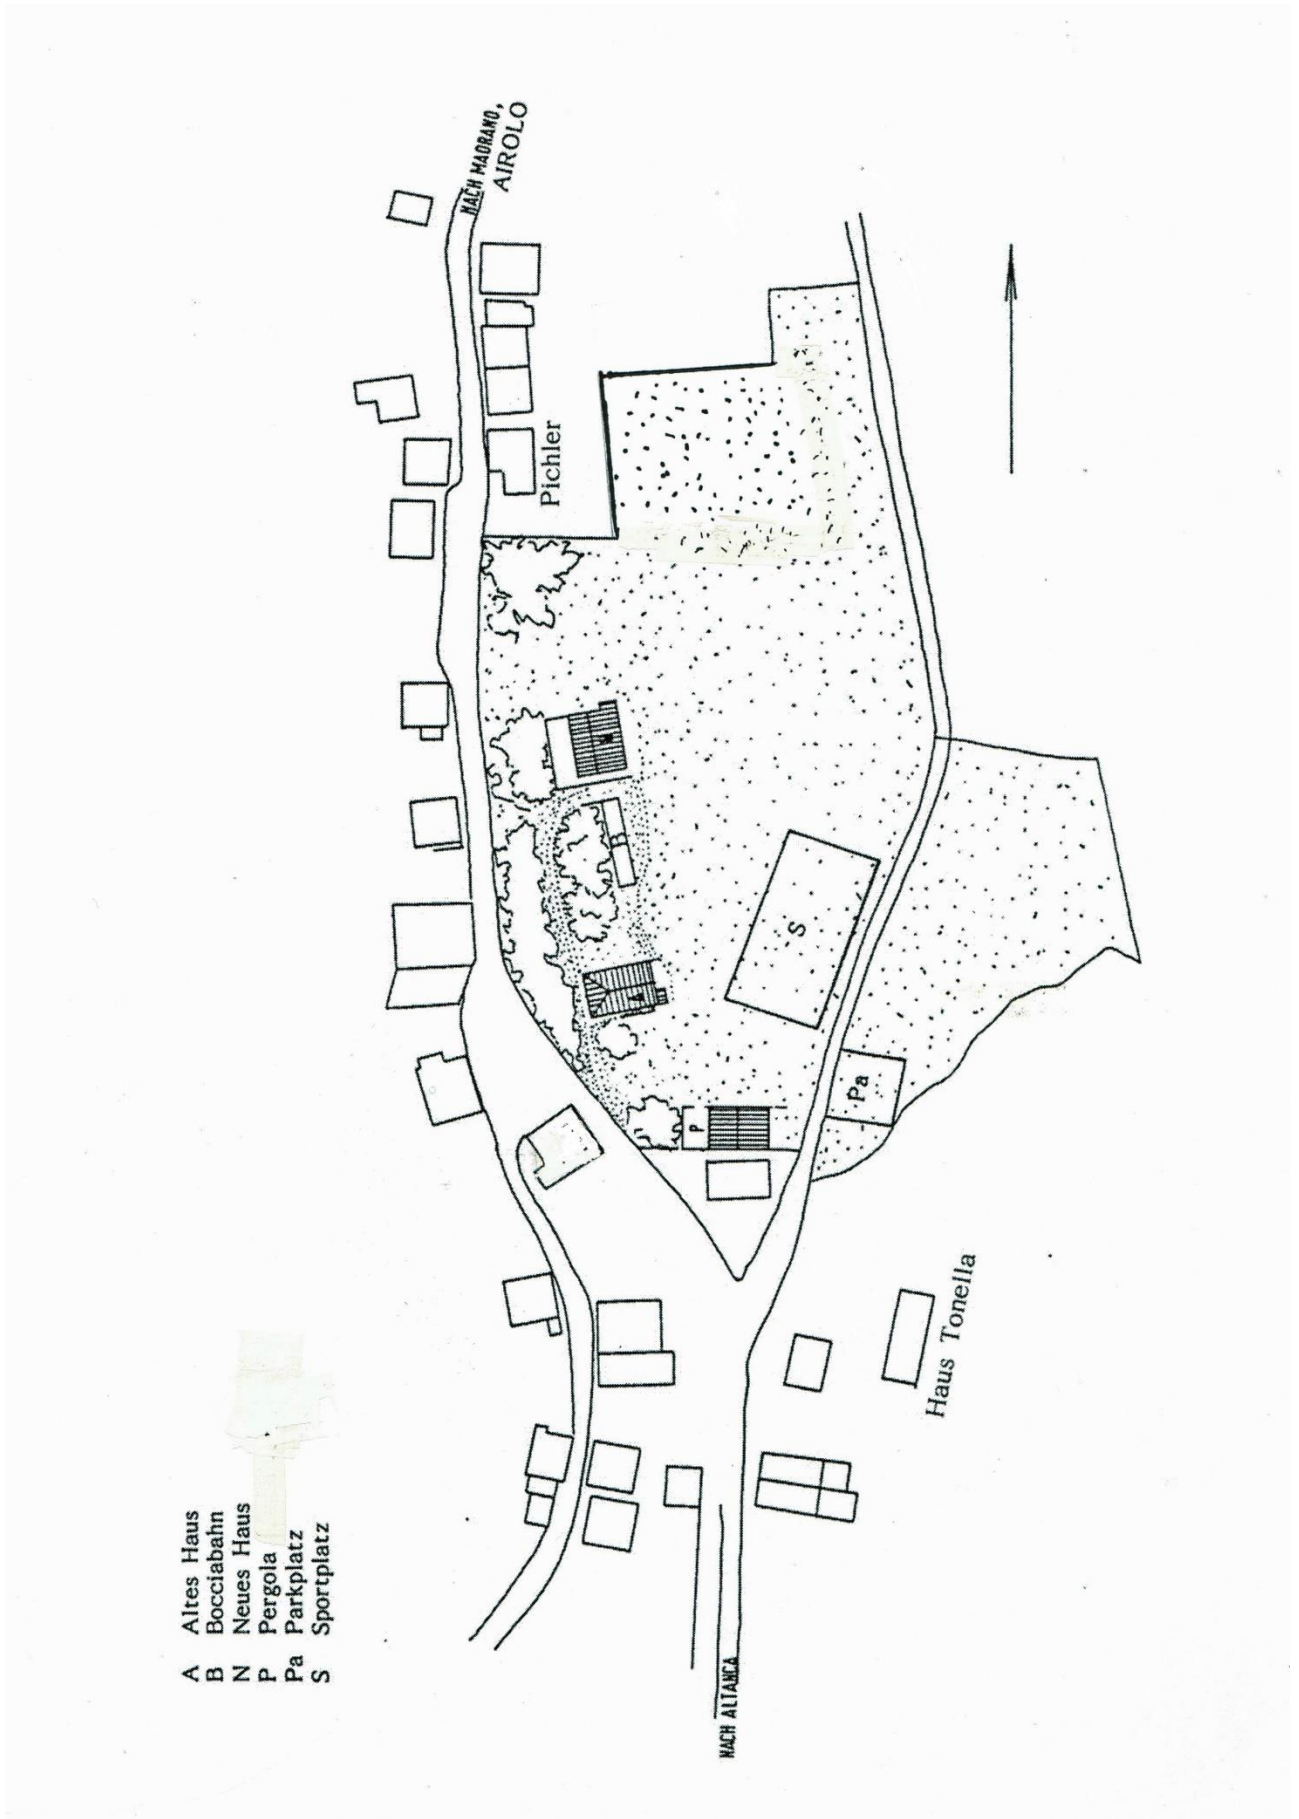 A Altes Haus
B Bocciabahn
N Neues Haus
P Pergola
Pa Parkplatz
S Sportplatz
NACH MADRANO,
AIROLO
Pichler
N
B
A
S
P
Pa
Haus Tonella
NACH ALTANCA